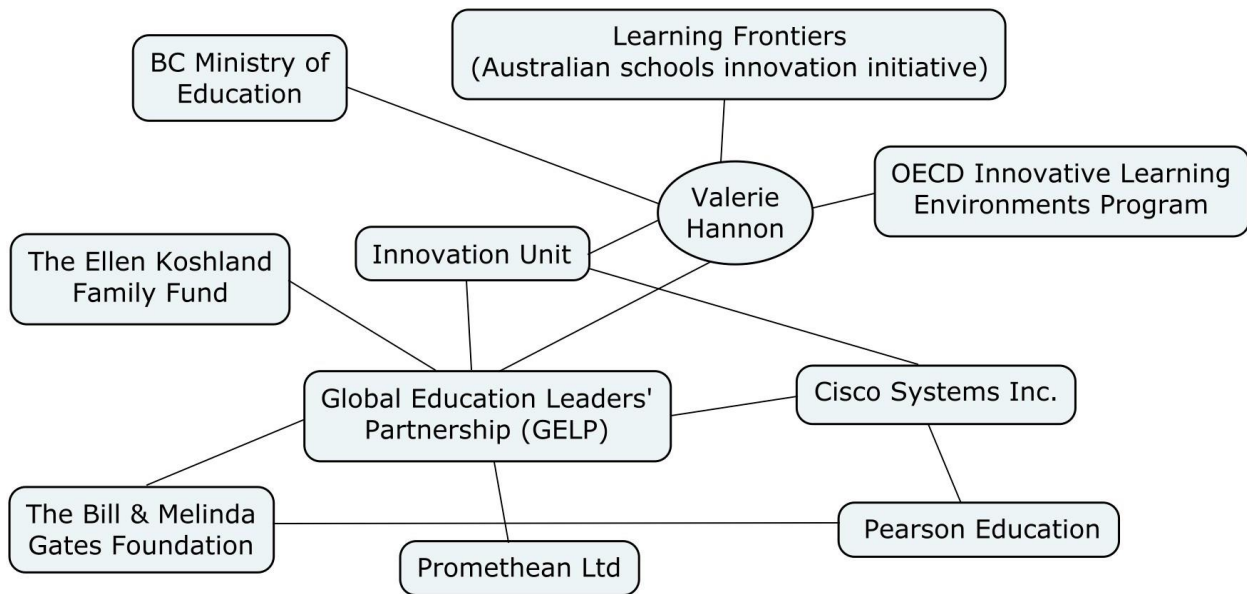 Learning Frontiers
(Australian schools innovation initiative)
BC Ministry of
Education
OECD Innovative Learning
Environments Program
Valerie
Hannon
Innovation Unit
The Ellen Koshland
Family Fund
Global Education Leaders'
Partnership (GELP)
Cisco Systems Inc.
The Bill & Melinda
Gates Foundation
Pearson Education
Promethean Ltd